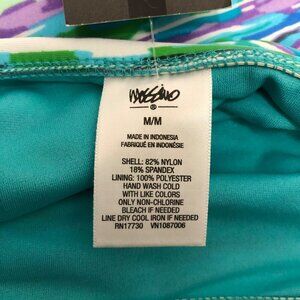 mossimo
®
M/M
MADE IN INDONESIA
FABRIQUÉ EN INDONÉSIE
SHELL: 82% NYLON
18% SPANDEX
LINING: 100% POLYESTER
HAND WASH COLD
WITH LIKE COLORS
ONLY NON-CHLORINE
BLEACH IF NEEDED
LINE DRY COOL IRON IF NEEDED
RN17730 VN1087006